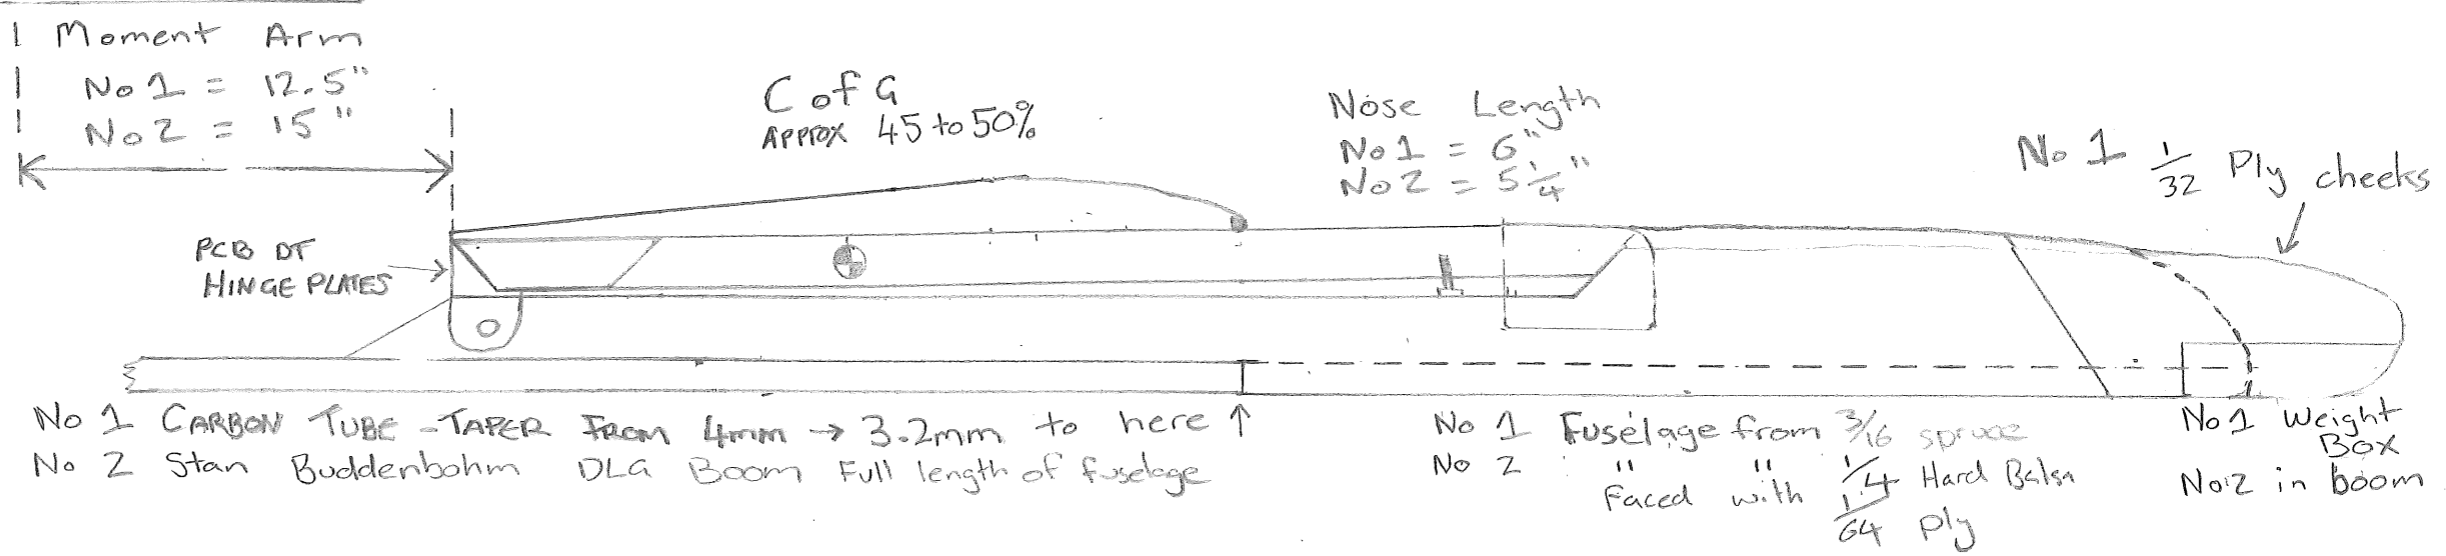 Moment Arm
No 1 = 12.5"
No 2 = 15"
C of G
APPROX 45 to 50%
Nose Length
No 1 = 6"
No 2 = 5 1/4"
No 1 1/32 Ply cheeks
PCB DT
HINGE PLATES
No 1 CARBON TUBE - TAPER FROM 4mm → 3.2mm to here ↑
No 2 Stan Buddenbohm DLG Boom Full length of fuselage
No 1 Fuselage from 3/16 spruce
No 2 " " 1/4 Hard Balsa
Faced with 1/64 Ply
No 1 Weight
Box
No 2 in boom